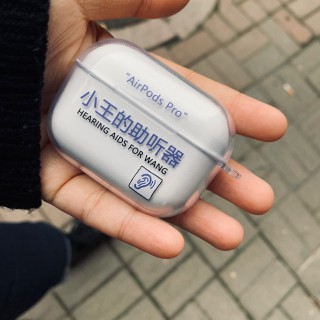 "AirPods Pro"
小王的助听器
HEARING AIDS FOR WANG